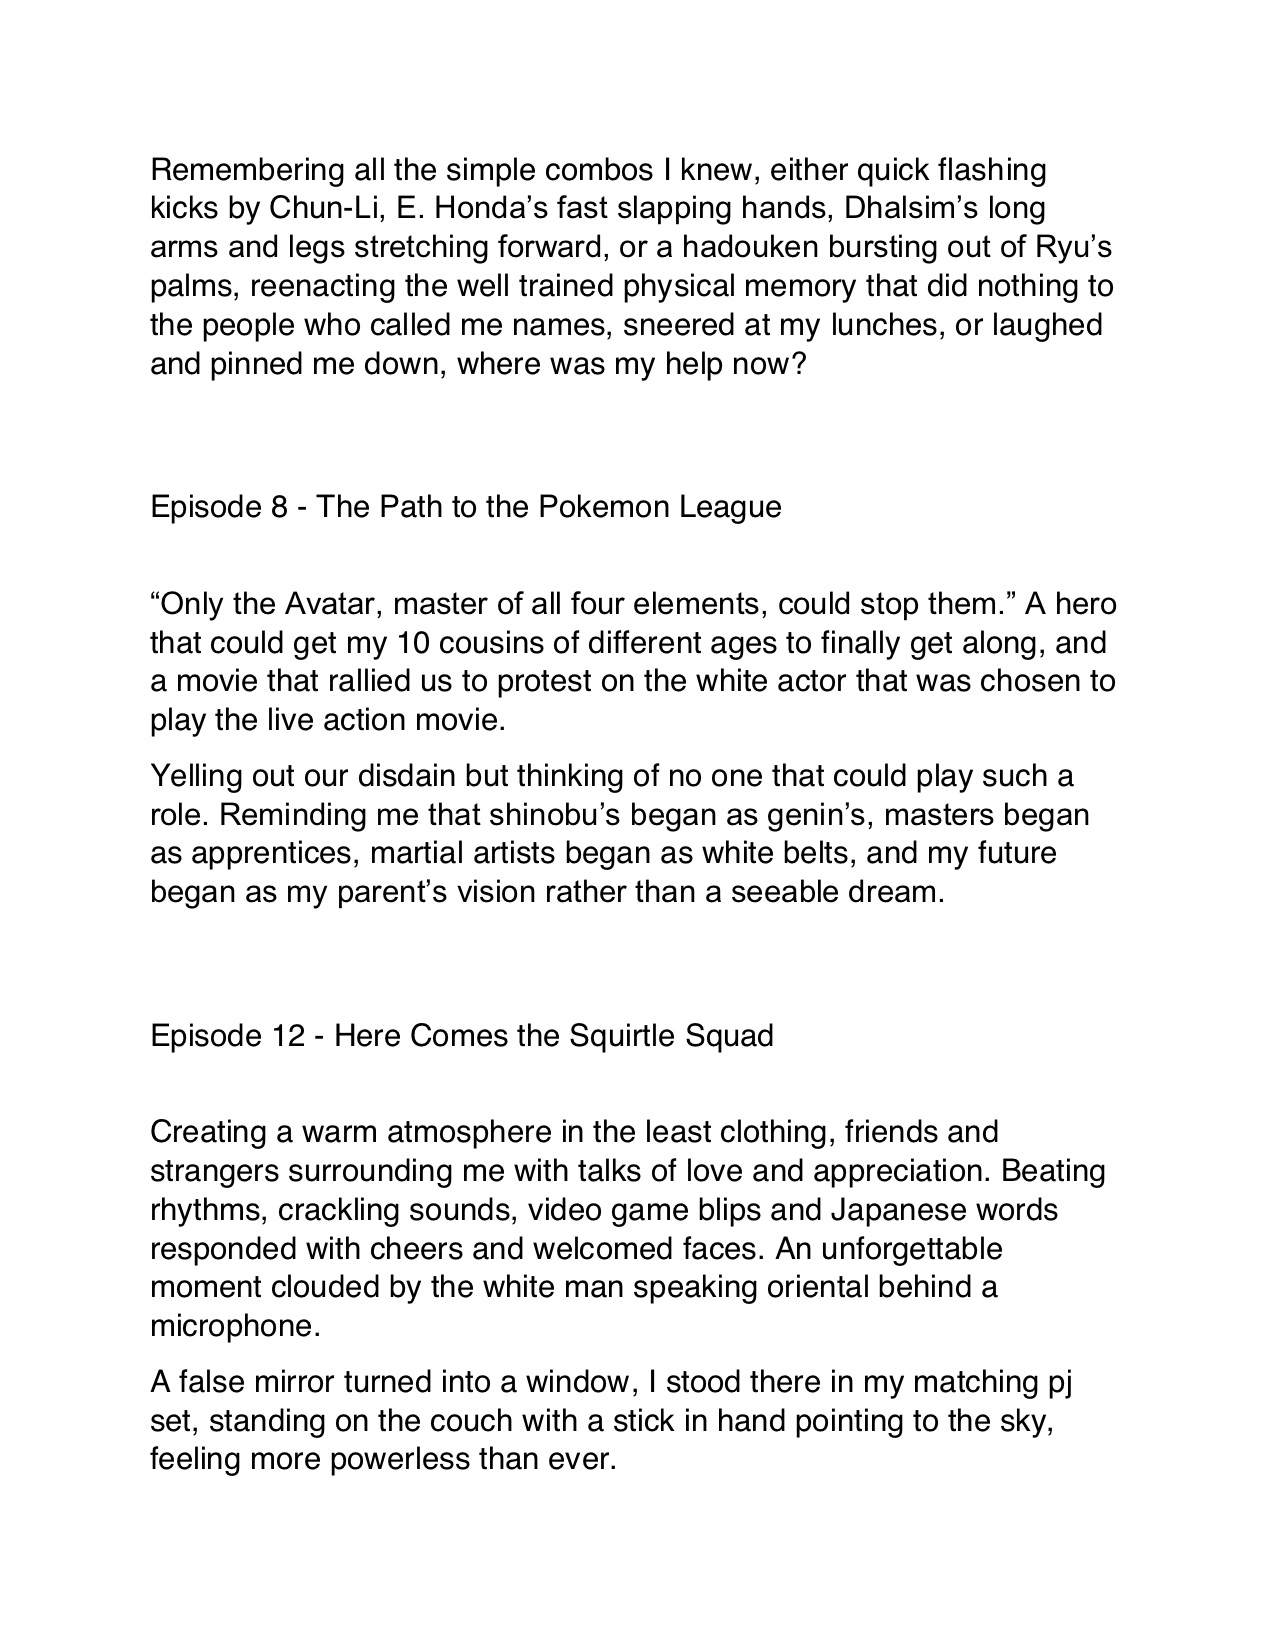 Remembering all the simple combos I knew, either quick flashing
kicks by Chun-Li, E. Honda’s fast slapping hands, Dhalsim’s long
arms and legs stretching forward, or a hadouken bursting out of Ryu’s
palms, reenacting the well trained physical memory that did nothing to
the people who called me names, sneered at my lunches, or laughed
and pinned me down, where was my help now?
Episode 8 - The Path to the Pokemon League
“Only the Avatar, master of all four elements, could stop them.” A hero
that could get my 10 cousins of different ages to finally get along, and
a movie that rallied us to protest on the white actor that was chosen to
play the live action movie.
Yelling out our disdain but thinking of no one that could play such a
role. Reminding me that shinobu’s began as genin’s, masters began
as apprentices, martial artists began as white belts, and my future
began as my parent’s vision rather than a seeable dream.
Episode 12 - Here Comes the Squirtle Squad
Creating a warm atmosphere in the least clothing, friends and
strangers surrounding me with talks of love and appreciation. Beating
rhythms, crackling sounds, video game blips and Japanese words
responded with cheers and welcomed faces. An unforgettable
moment clouded by the white man speaking oriental behind a
microphone.
A false mirror turned into a window, I stood there in my matching pj
set, standing on the couch with a stick in hand pointing to the sky,
feeling more powerless than ever.